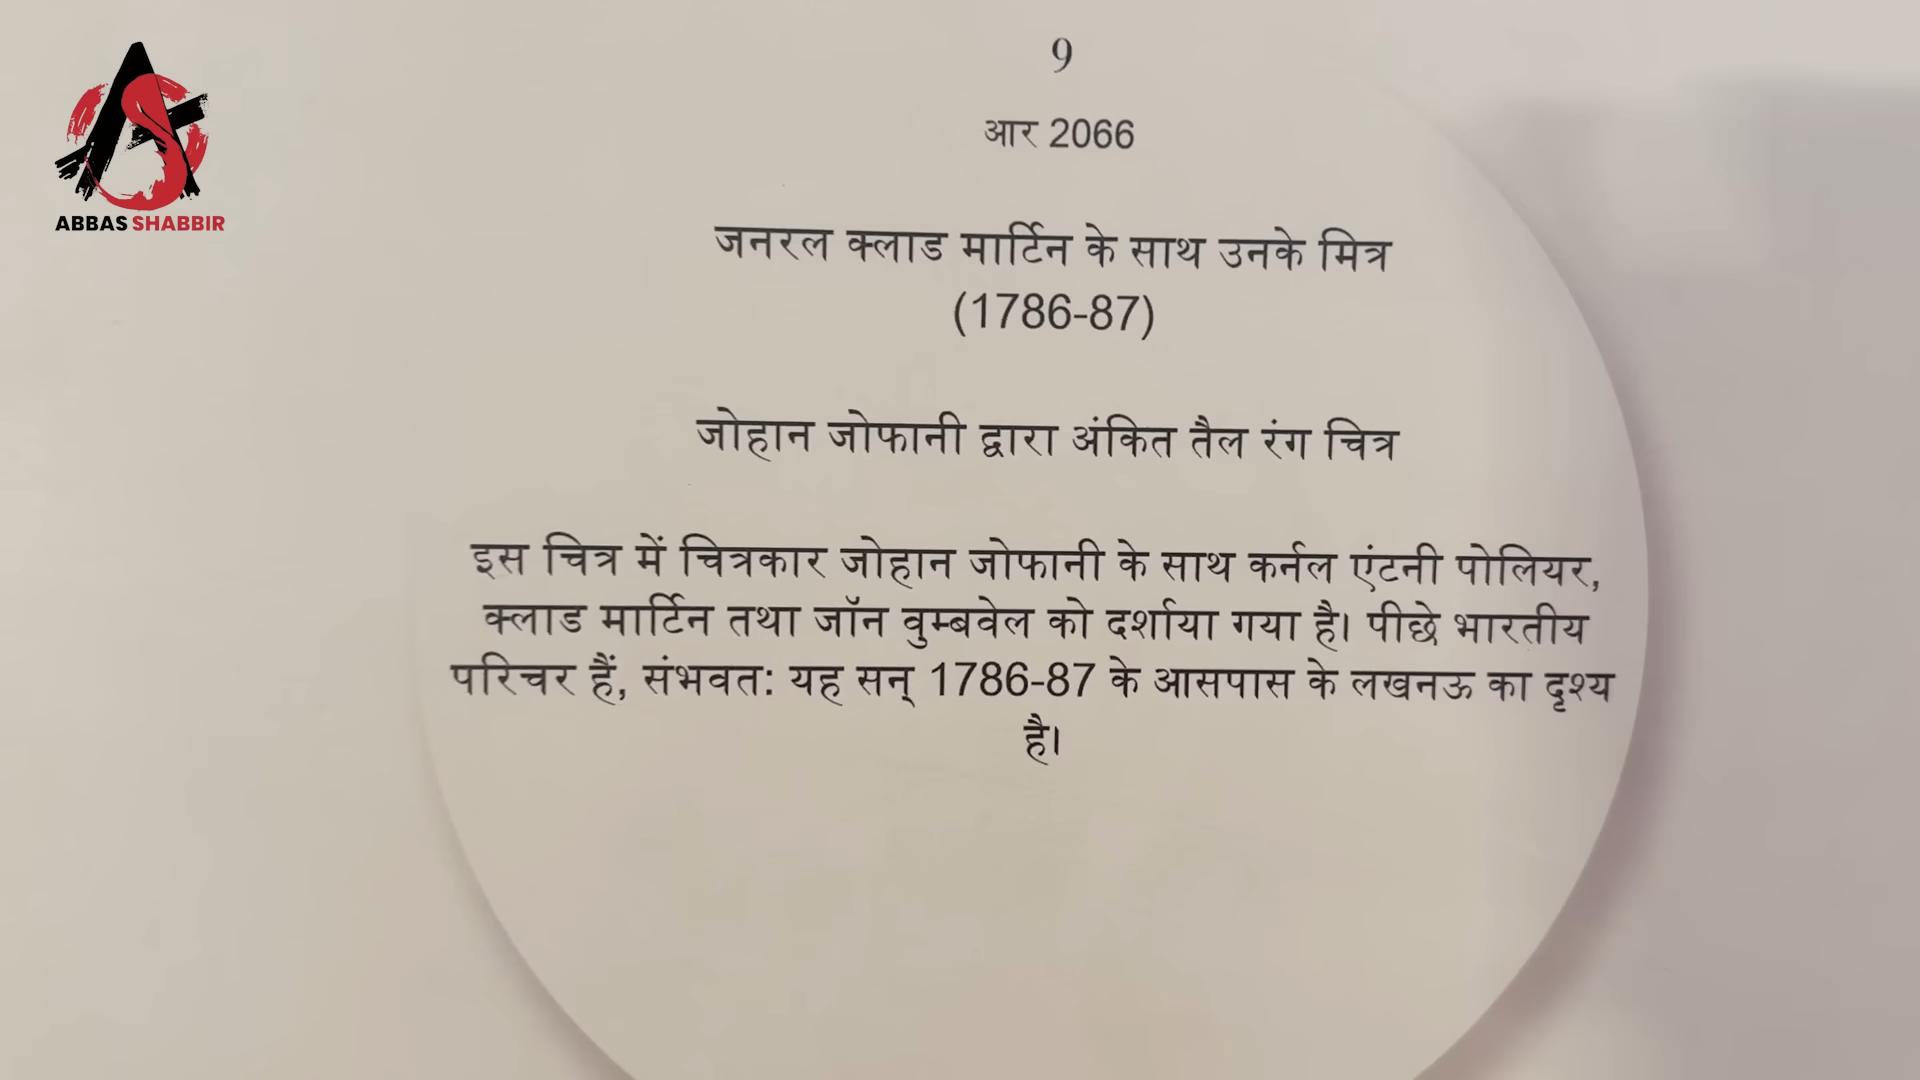 ABBAS SHABBIR
9
आर 2066
जनरल क्लाड मार्टिन के साथ उनके मित्र
(1786-87)
जोहान जोफानी द्वारा अंकित तैल रंग चित्र
इस चित्र में चित्रकार जोहान जोफानी के साथ कर्नल एंटनी पोलियर,
क्लाड मार्टिन तथा जॉन वुम्बवेल को दर्शाया गया है। पीछे भारतीय
परिचर हैं, संभवत: यह सन् 1786-87 के आसपास के लखनऊ का दृश्य
है।